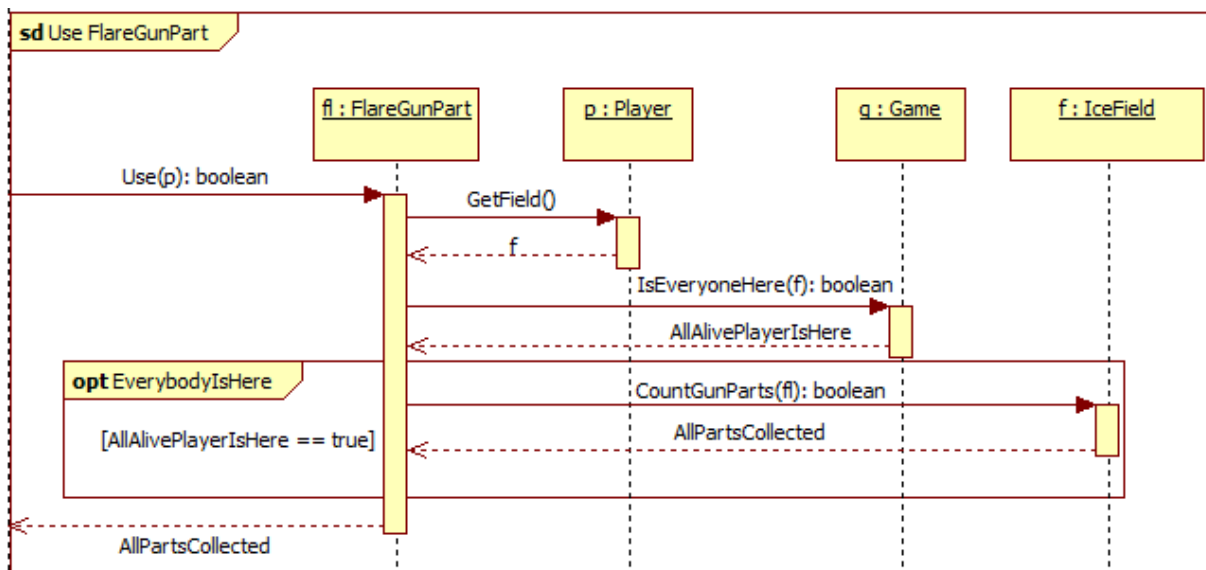 sd Use FlareGunPart
fl : FlareGunPart
p : Player
g : Game
f : IceField
Use(p): boolean
GetField()
f
IsEveryoneHere(f): boolean
AllAlivePlayerIsHere
opt EverybodyIsHere
CountGunParts(fl): boolean
[AllAlivePlayerIsHere == true]
AllPartsCollected
AllPartsCollected